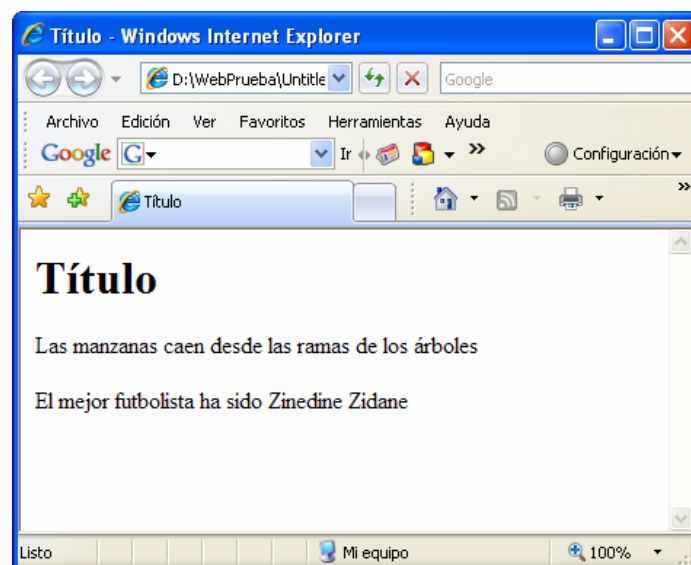 Título - Windows Internet Explorer
D:\WebPrueba\Untitle
Google
Archivo Edición Ver Favoritos Herramientas Ayuda
Google G Ir » Configuración
Título »
Título
Las manzanas caen desde las ramas de los árboles
El mejor futbolista ha sido Zinedine Zidane
Listo Mi equipo 100%